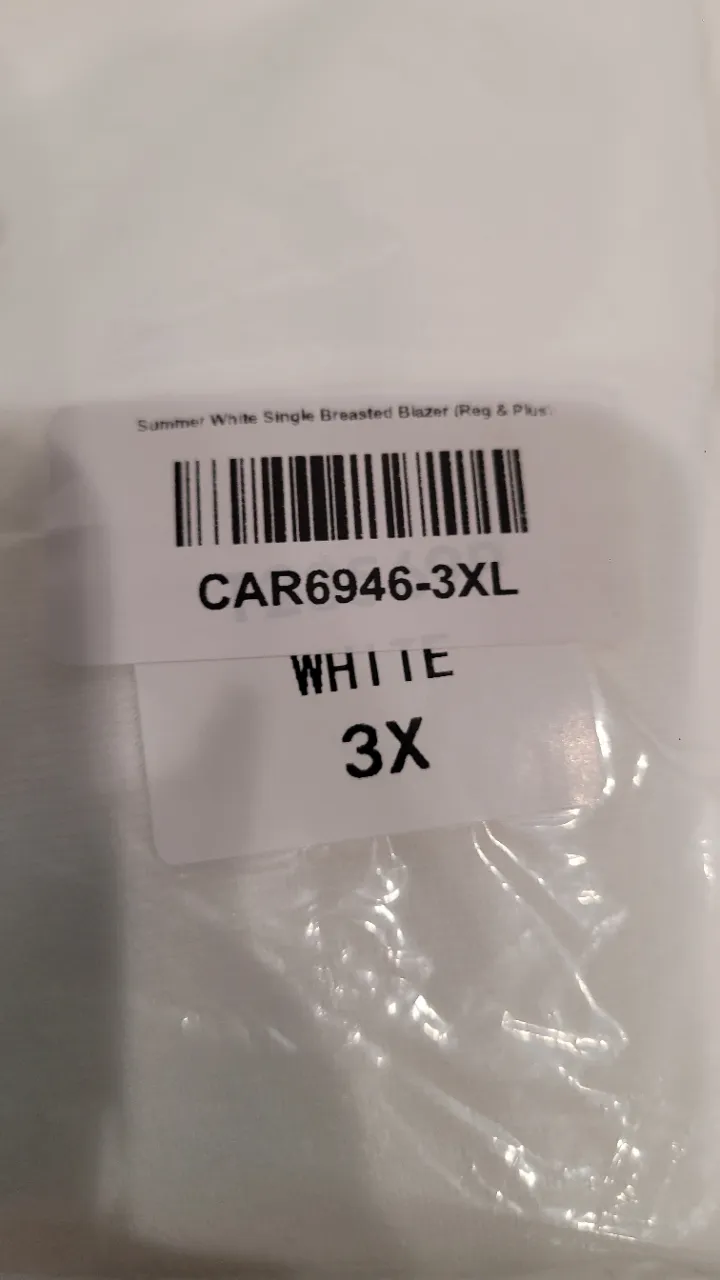 Summer White Single Breasted Blazer (Reg & Plus)
CAR6946-3XL
WHITE
3X